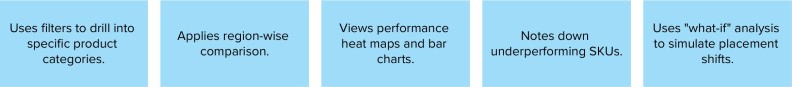 Uses filters to drill into
specific product
categories.
Applies region-wise
comparison.
Views performance
heat maps and bar
charts.
Notes down
underperforming SKUs.
Uses "what-if" analysis
to simulate placement
shifts.